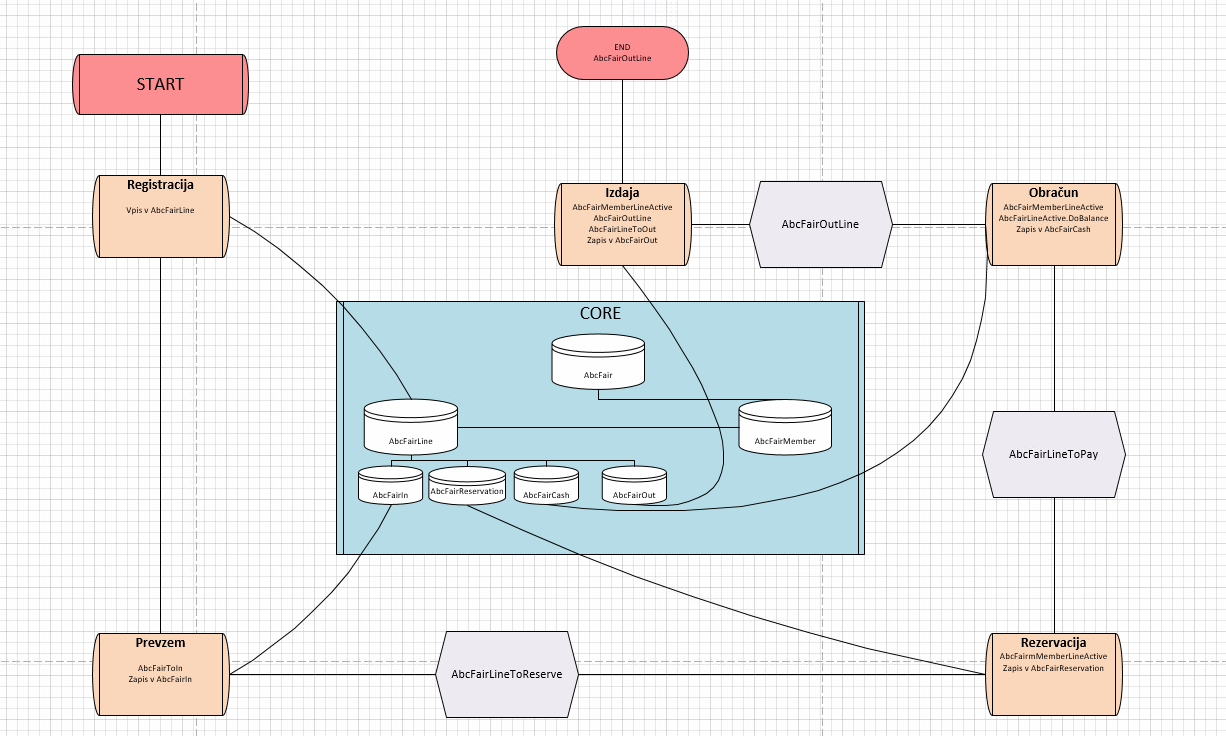 END
AbcFairOutLine
START
Registracija
Vpis v AbcFairLine
Izdaja
AbcFairMemberLineActive
AbcFairOutLine
AbcFairLineToOut
Zapis v AbcFairOut
AbcFairOutLine
Obračun
AbcFairMemberLineActive
AbcFairLineActive.DoBalance
Zapis v AbcFairCash
CORE
AbcFair
AbcFairLine
AbcFairMember
AbcFairIn
AbcFairReservation
AbcFairCash
AbcFairOut
AbcFairLineToPay
Prevzem
AbcFairToIn
Zapis v AbcFairIn
AbcFairLineToReserve
Rezervacija
AbcFairmMemberLineActive
Zapis v AbcFairReservation